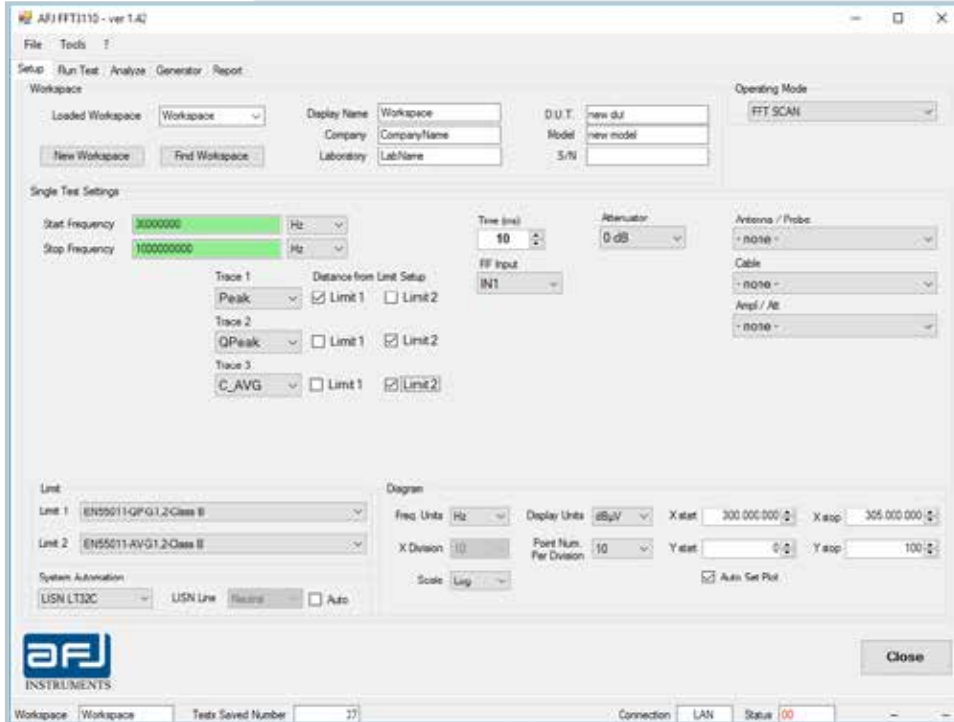 AFJ FFT3110 - ver 1.42
File Tools ?
Setup Run Test Analyze Generator Report
Workspace
Loaded Workspace Workspace
New Workspace Find Workspace
Display Name Workspace
Company CompanyName
Laboratory LabName
D.U.T. new dut
Model new model
S/N
Operating Mode
FFT SCAN
Single Test Settings
Start Frequency 30000000 Hz
Stop Frequency 1000000000 Hz
Trace 1 Distance from Limit Setup
Peak Limit 1 Limit 2
Trace 2
QPeak Limit 1 Limit 2
Trace 3
C_AVG Limit 1 Limit 2
Time (ms)
10
RF Input
IN1
Attenuator
0 dB
Antenna / Probe
- none -
Cable
- none -
Ampl / Att
- none -
Limit
Limit 1 EN55011-QP-G1,2-Class B
Limit 2 EN55011-AV-G1,2-Class B
System Automation
LISN LT32C LISN Line Neutral Auto
Diagram
Freq. Units Hz Display Units dBµV X start 300.000.000 X stop 305.000.000
X Division 10 Point Num. Per Division 10 Y start 0 Y stop 100
Scale Log Auto Set Plot
afj
INSTRUMENTS
Close
Workspace Workspace Tests Saved Number 37 Connection LAN Status 00 – –